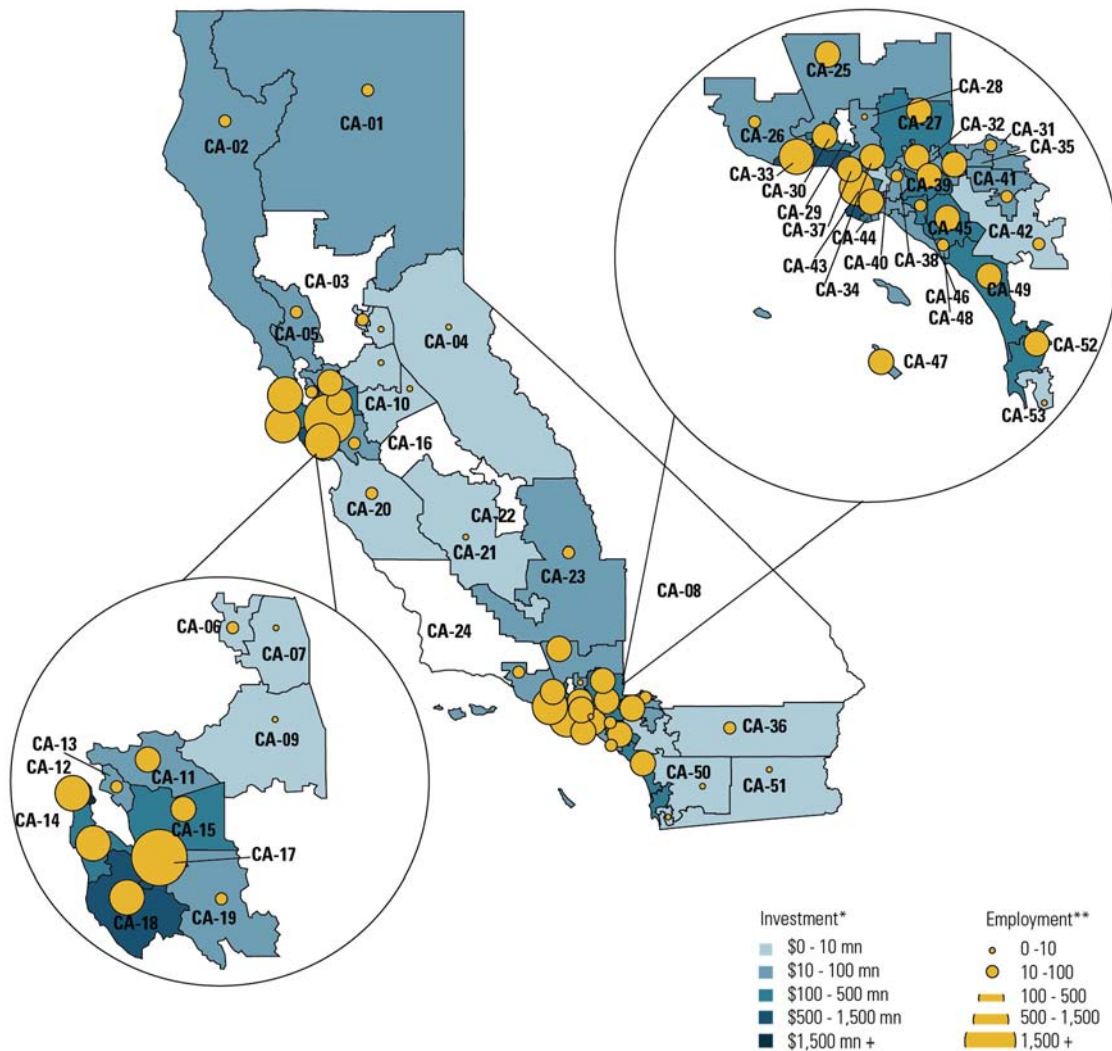 CA-01
CA-02
CA-03
CA-04
CA-05
CA-10
CA-16
CA-20
CA-22
CA-21
CA-23
CA-08
CA-24
CA-36
CA-50
CA-51
CA-25
CA-28
CA-27
CA-26
CA-32
CA-31
CA-35
CA-33
CA-30
CA-39
CA-41
CA-29
CA-37
CA-45
CA-42
CA-44
CA-43
CA-40
CA-38
CA-34
CA-46
CA-49
CA-48
CA-52
CA-47
CA-53
CA-06
CA-07
CA-09
CA-13
CA-12
CA-11
CA-14
CA-15
CA-17
CA-18
CA-19
Investment*
$0 - 10 mn
$10 - 100 mn
$100 - 500 mn
$500 - 1,500 mn
$1,500 mn +
Employment**
0 -10
10 -100
100 - 500
500 - 1,500
1,500 +